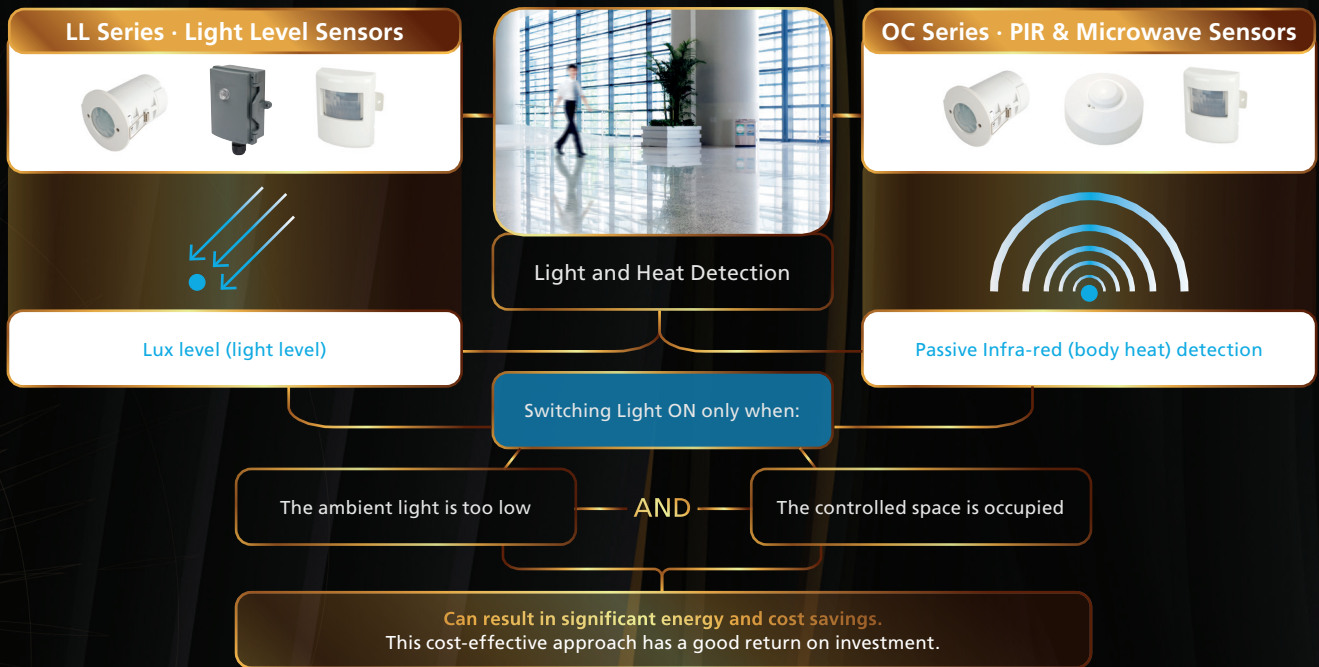 LL Series · Light Level Sensors
OC Series · PIR & Microwave Sensors
Light and Heat Detection
Lux level (light level)
Passive Infra-red (body heat) detection
Switching Light ON only when:
The ambient light is too low
AND
The controlled space is occupied
Can result in significant energy and cost savings.
This cost-effective approach has a good return on investment.